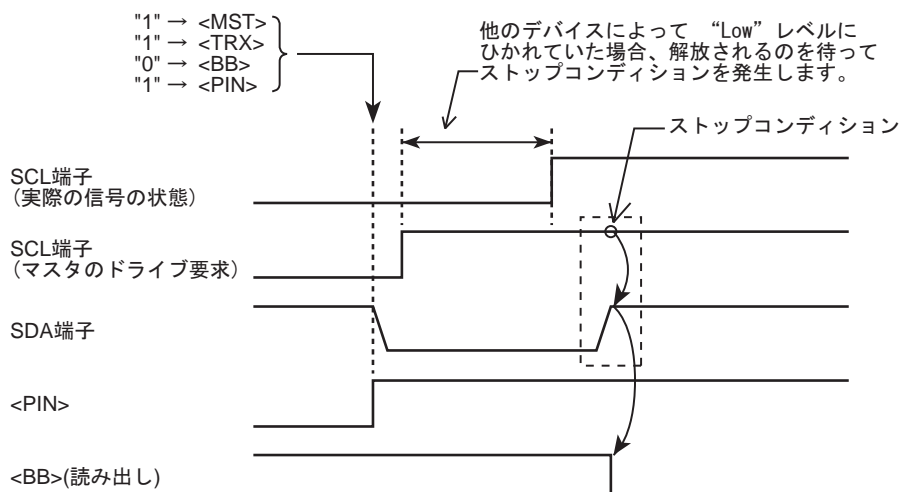 "1" → <MST>
"1" → <TRX>
"0" → <BB>
"1" → <PIN>
他のデバイスによって “Low”レベルに
ひかれていた場合、解放されるのを待って
ストップコンディションを発生します。
ストップコンディション
SCL端子
（実際の信号の状態）
SCL端子
（マスタのドライブ要求）
SDA端子
<PIN>
<BB>(読み出し)